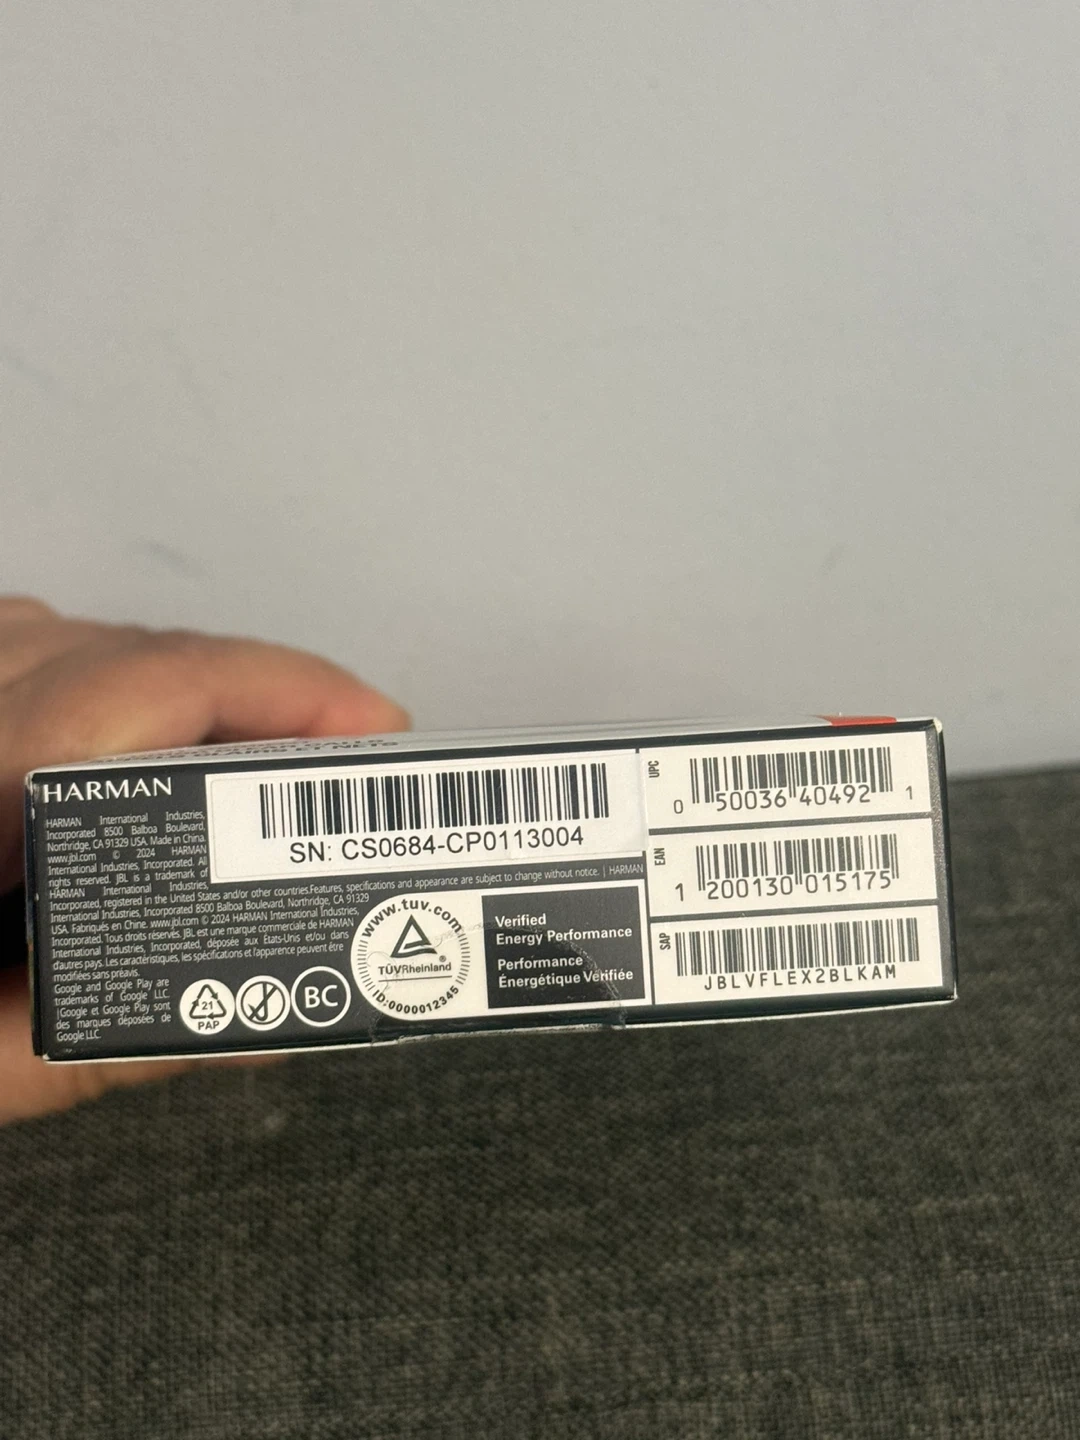 HARMAN
HARMAN International Industries,
Incorporated 8500 Balboa Boulevard,
Northridge, CA 91329 USA. Made in China.
www.jbl.com © 2024 HARMAN
International Industries, Incorporated. All
rights reserved. JBL is a trademark of
HARMAN International Industries,
Incorporated, registered in the United States and/or other countries.Features, specifications and appearance are subject to change without notice. | HARMAN
International Industries, Incorporated 8500 Balboa Boulevard, Northridge, CA 91329
USA. Fabriqués en Chine. www.jbl.com © 2024 HARMAN International Industries,
Incorporated. Tous droits réservés. JBL est une marque commerciale de HARMAN
International Industries, Incorporated, déposée aux États-Unis et/ou dans
d'autres pays. Les caractéristiques, les spécifications et l'apparence peuvent être
modifiées sans préavis.
Google and Google Play are
trademarks of Google LLC.
|Google et Google Play sont
des marques déposées de
Google LLC.
21
PAP
BC
SN: CS0684-CP0113004
www.tuv.com
TÜVRheinland®
ID:0000012345
Verified
Energy Performance
Performance
Énergétique Vérifiée
UPC
0 50036 40492 1
EAN
1 200130 015175
SAP
JBLVFLEX2BLKAM